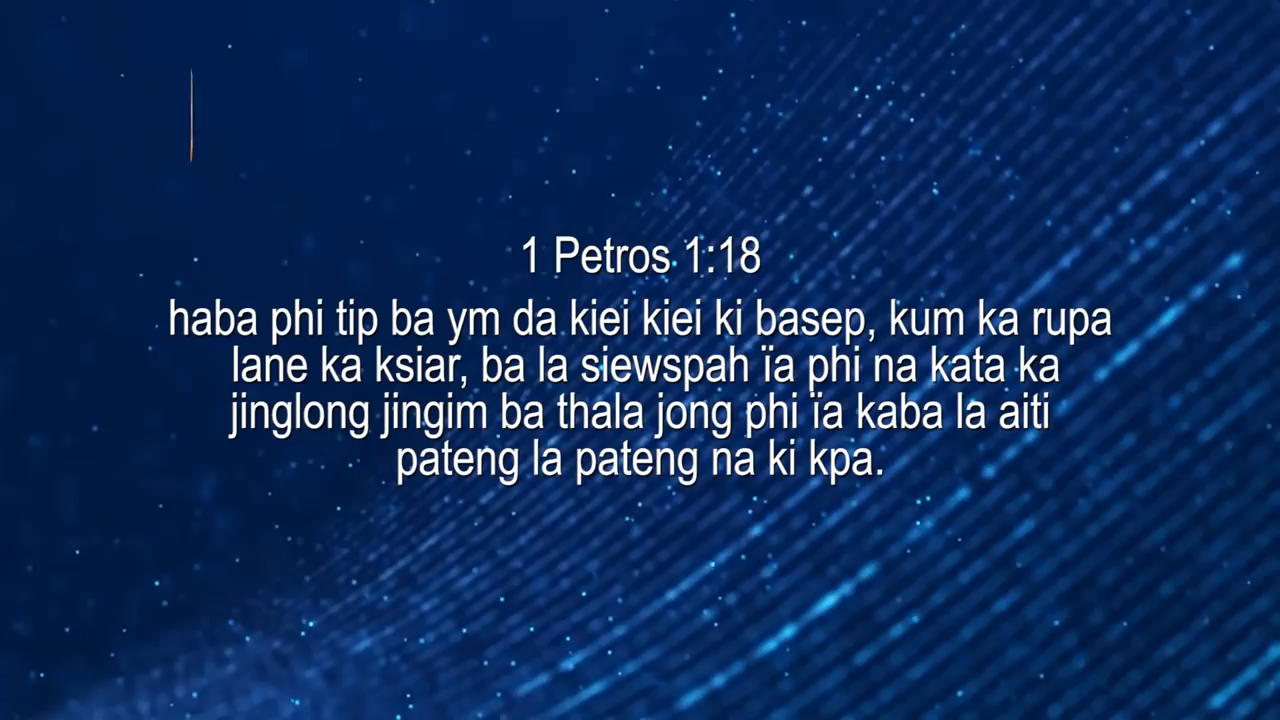 1 Petros 1:18
haba phi tip ba ym da kiei kiei ki basep, kum ka rupa
lane ka ksiar, ba la siewspah ïa phi na kata ka
jinglong jingim ba thala jong phi ïa kaba la aiti
pateng la pateng na ki kpa.